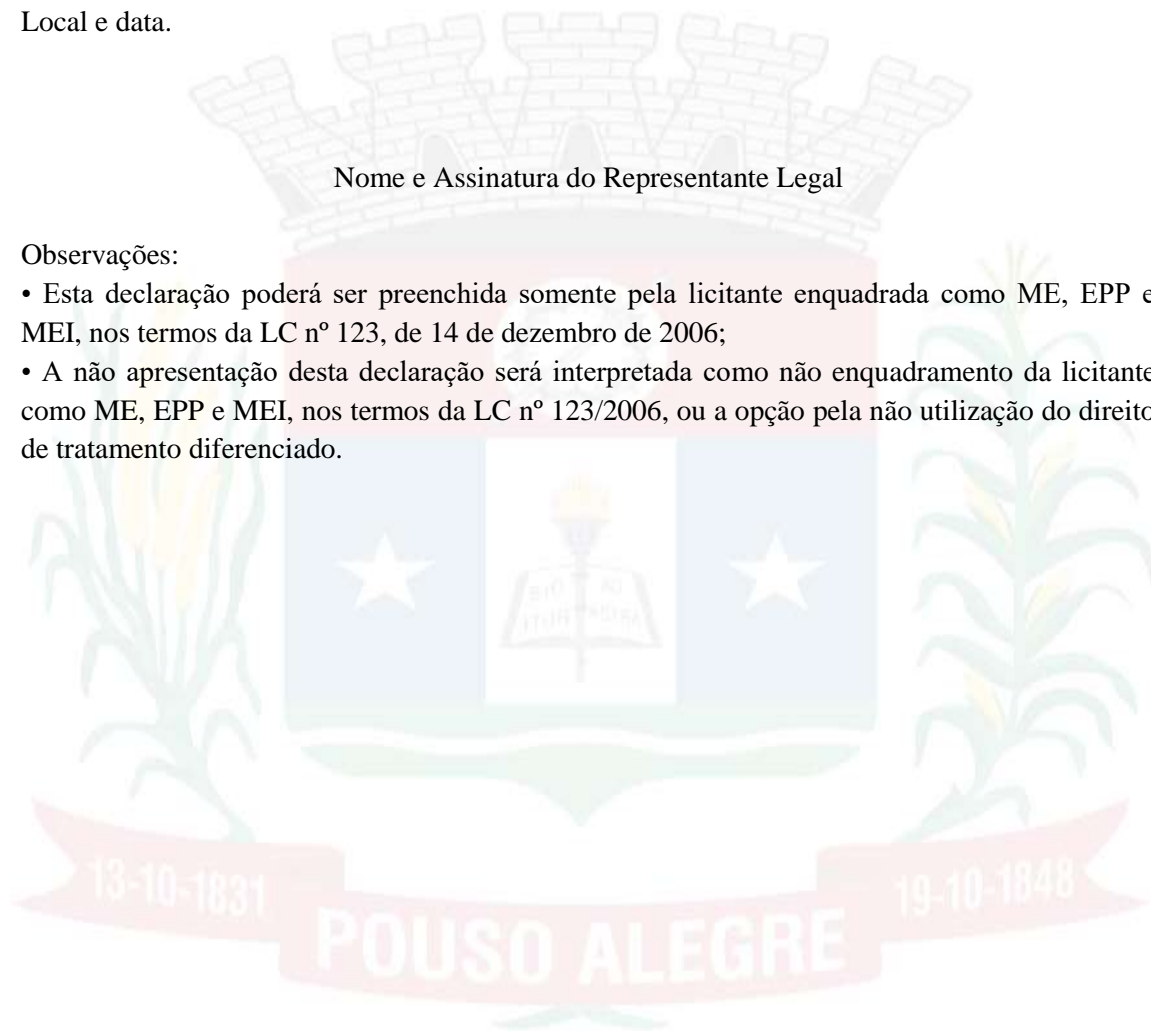 Local e data.
Nome e Assinatura do Representante Legal
Observações:
• Esta declaração poderá ser preenchida somente pela licitante enquadrada como ME, EPP e
MEI, nos termos da LC nº 123, de 14 de dezembro de 2006;
• A não apresentação desta declaração será interpretada como não enquadramento da licitante
como ME, EPP e MEI, nos termos da LC nº 123/2006, ou a opção pela não utilização do direito
de tratamento diferenciado.
13-10-1831
19-10-1848
POUSO ALEGRE